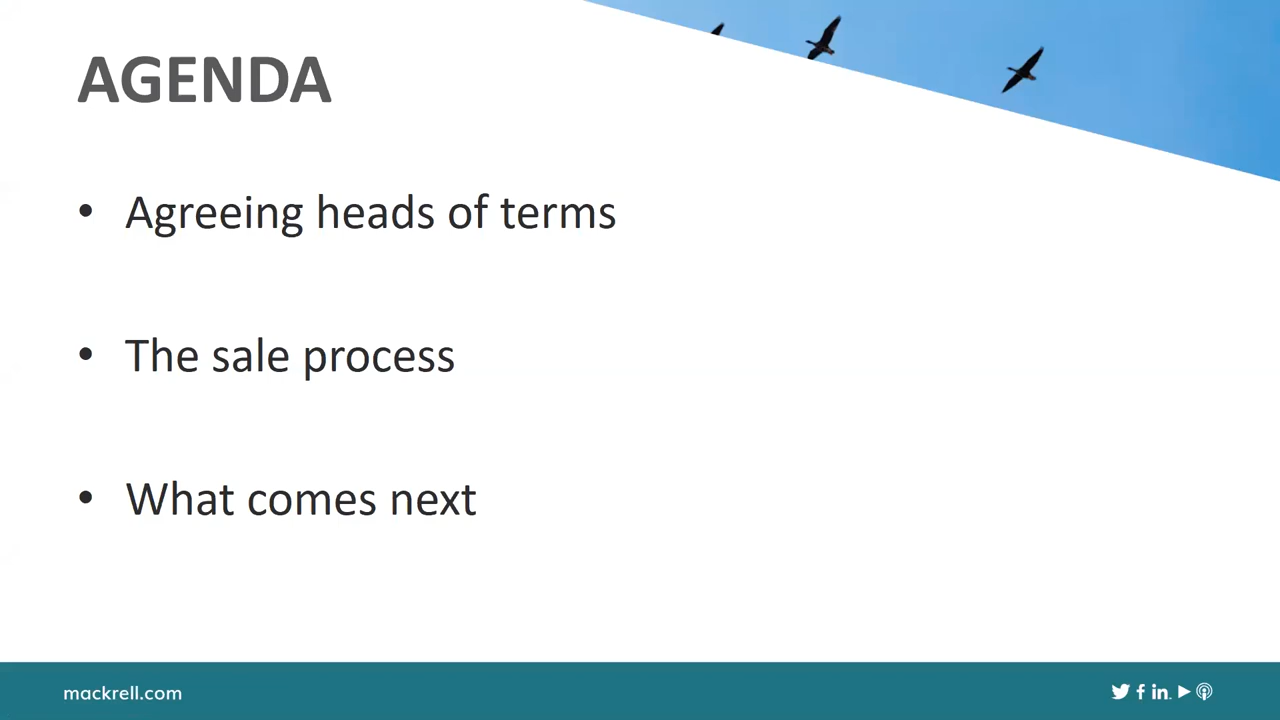 AGENDA
• Agreeing heads of terms
• The sale process
• What comes next
mackrell.com